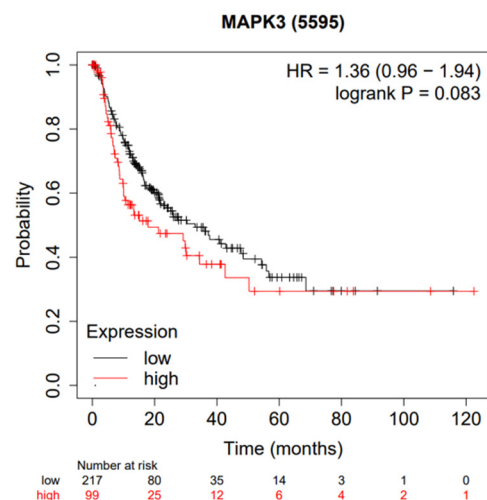 MAPK3 (5595)
HR = 1.36 (0.96 − 1.94)
logrank P = 0.083
Probability
1.0
0.8
0.6
0.4
0.2
0.0
Expression
low
high
0 20 40 60 80 100 120
Time (months)
Number at risk
low 217 80 35 14 3 1 0
high 99 25 12 6 4 2 1